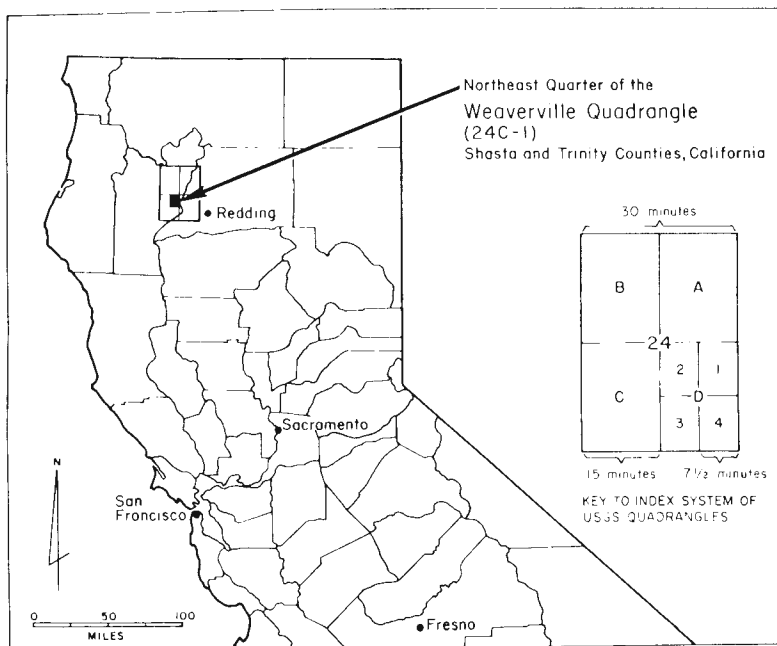 Northeast Quarter of the
Weaverville Quadrangle
(24C-1)
Shasta and Trinity Counties, California
Redding
30 minutes
B
A
24
2
1
C
D
3
4
15 minutes
7 1/2 minutes
KEY TO INDEX SYSTEM OF
USGS QUADRANGLES
Sacramento
N
San
Francisco
0
50
100
MILES
Fresno